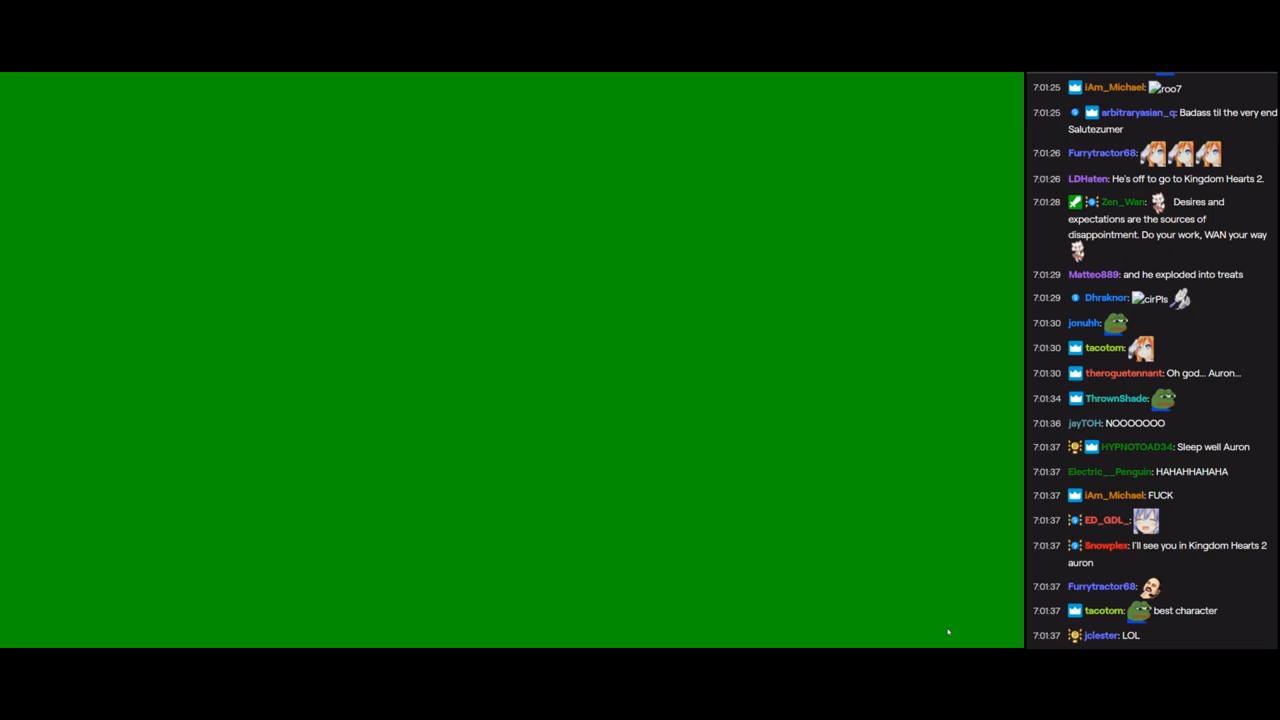 7:01:25 iAm_Michael: roo7
7:01:25 arbitraryasian_q: Badass til the very end
Salutezumer
7:01:26 Furrytractor68:
7:01:26 LDHaten: He's off to go to Kingdom Hearts 2.
7:01:28 Zen_Wan: Desires and
expectations are the sources of
disappointment. Do your work, WAN your way
7:01:29 Matteo889: and he exploded into treats
7:01:29 Dhraknor: cirPls
7:01:30 jonuhh:
7:01:30 tacotom:
7:01:30 theroguetennant: Oh god... Auron...
7:01:34 ThrownShade:
7:01:36 jayTOH: NOOOOOOO
7:01:37 HYPNOTOAD34: Sleep well Auron
7:01:37 Electric__Penguin: HAHAHHAHAHA
7:01:37 iAm_Michael: FUCK
7:01:37 ED_GDL_:
7:01:37 Snowplex: I'll see you in Kingdom Hearts 2
auron
7:01:37 Furrytractor68:
7:01:37 tacotom: best character
7:01:37 jclester: LOL